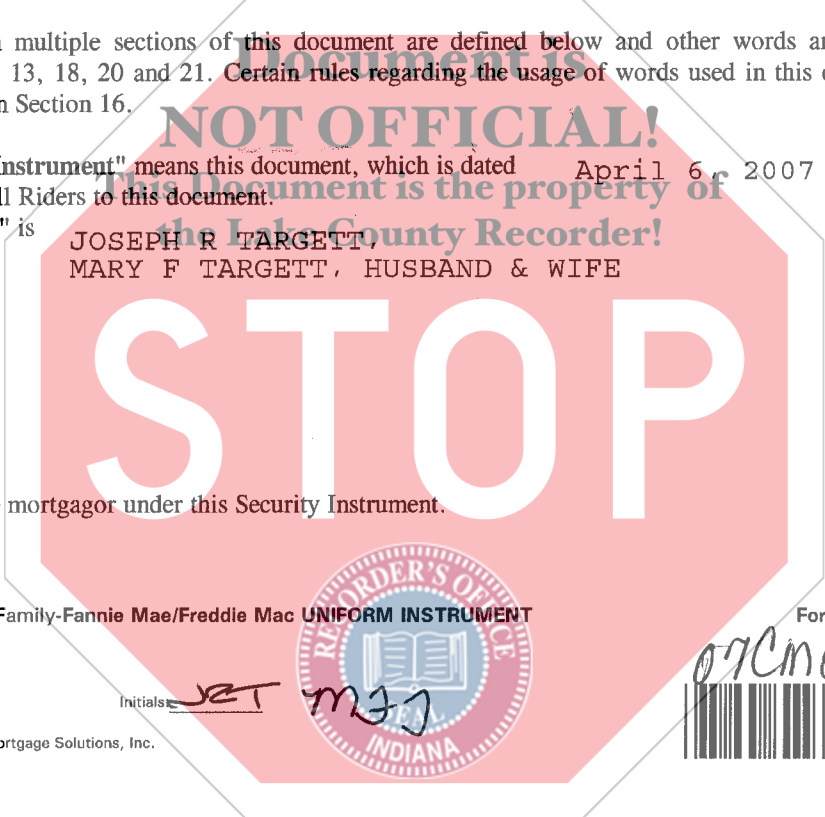 multiple sections of this document are defined below and other words
Document is
13, 18, 20 and 21. Certain rules regarding the usage of words used in this
Section 16.
NOT OFFICIAL!
Instrument" means this document, which is dated April 6, 2007
This Document is the property of
Riders to this document.
" is
the Lake County Recorder!
JOSEPH R TARGETT,
MARY F TARGETT, HUSBAND & WIFE
STOP
mortgagor under this Security Instrument.
RECORDER'S OFFICE
Family-Fannie Mae/Freddie Mac UNIFORM INSTRUMENT
Initials: JRT MFT
SEAL
INDIANA
Solutions, Inc.